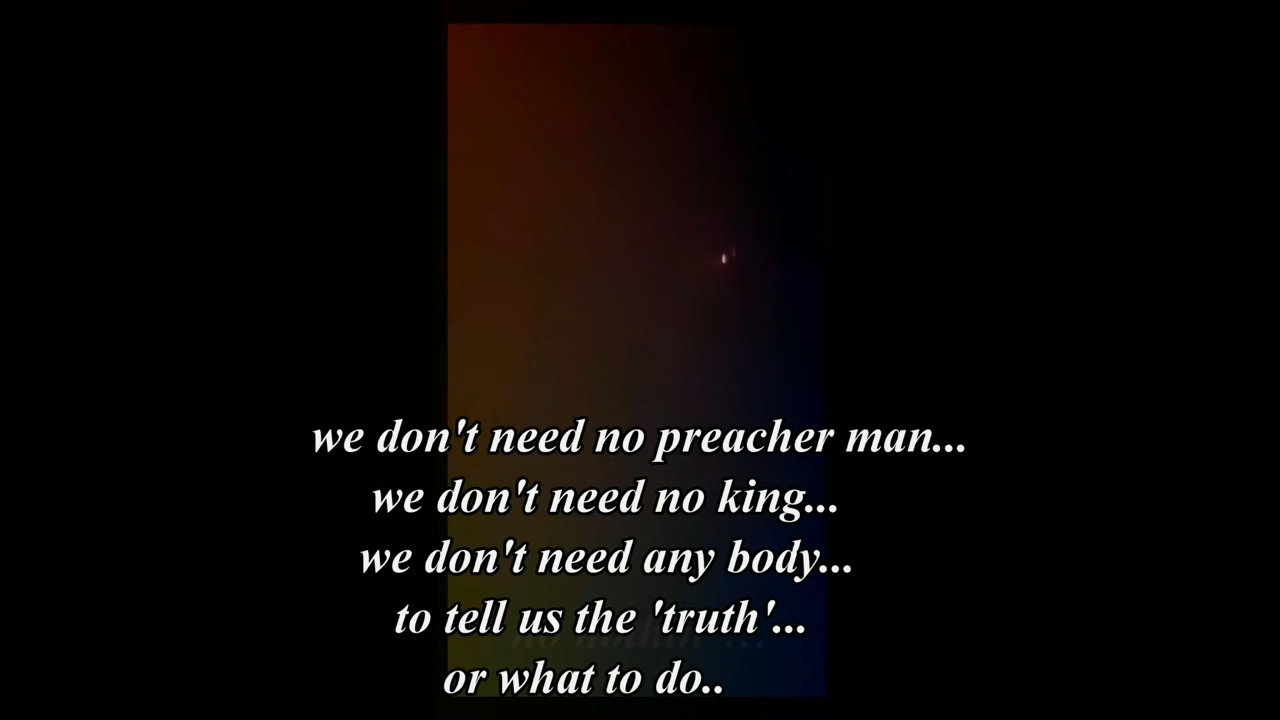 we don't need no preacher man...
we don't need no king...
we don't need any body...
to tell us the 'truth'...
or what to do..